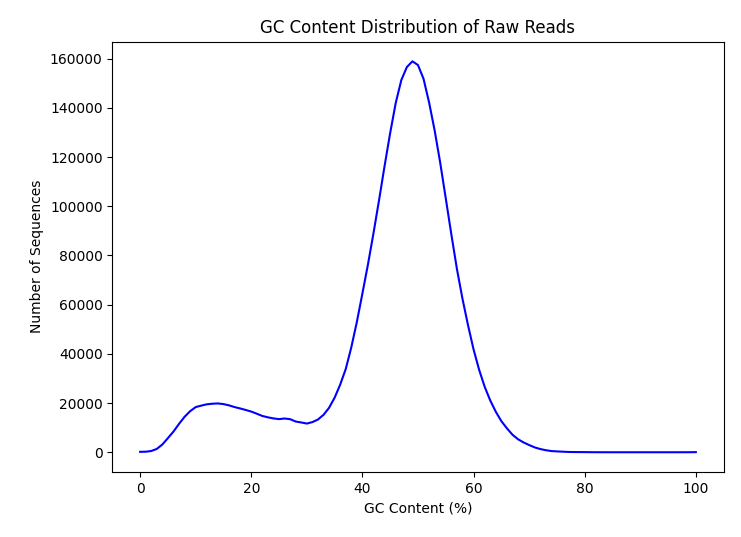 GC Content Distribution of Raw Reads
Number of Sequences
160000
140000
120000
100000
80000
60000
40000
20000
0
0 20 40 60 80 100
GC Content (%)